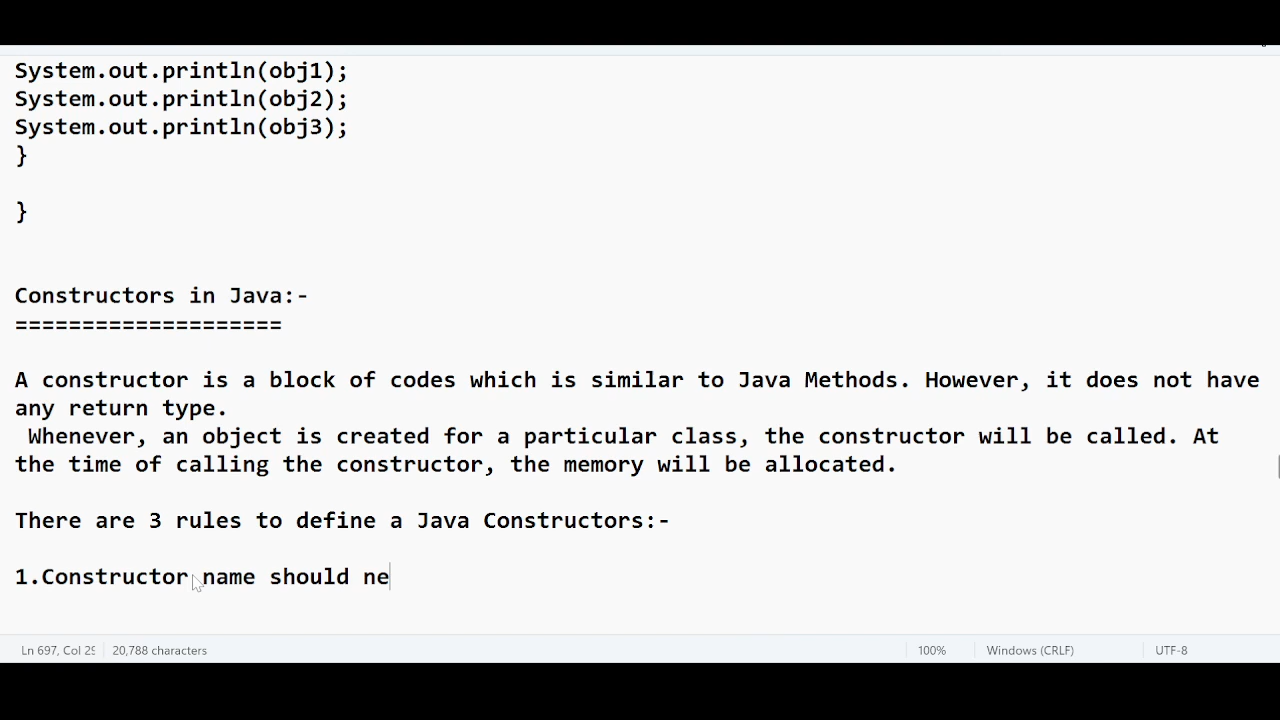 System.out.println(obj1);
System.out.println(obj2);
System.out.println(obj3);
}
}
Constructors in Java:-
====================
A constructor is a block of codes which is similar to Java Methods. However, it does not have
any return type.
Whenever, an object is created for a particular class, the constructor will be called. At
the time of calling the constructor, the memory will be allocated.
There are 3 rules to define a Java Constructors:-
1.Constructor name should ne
Ln 697, Col 29 20,788 characters 100% Windows (CRLF) UTF-8